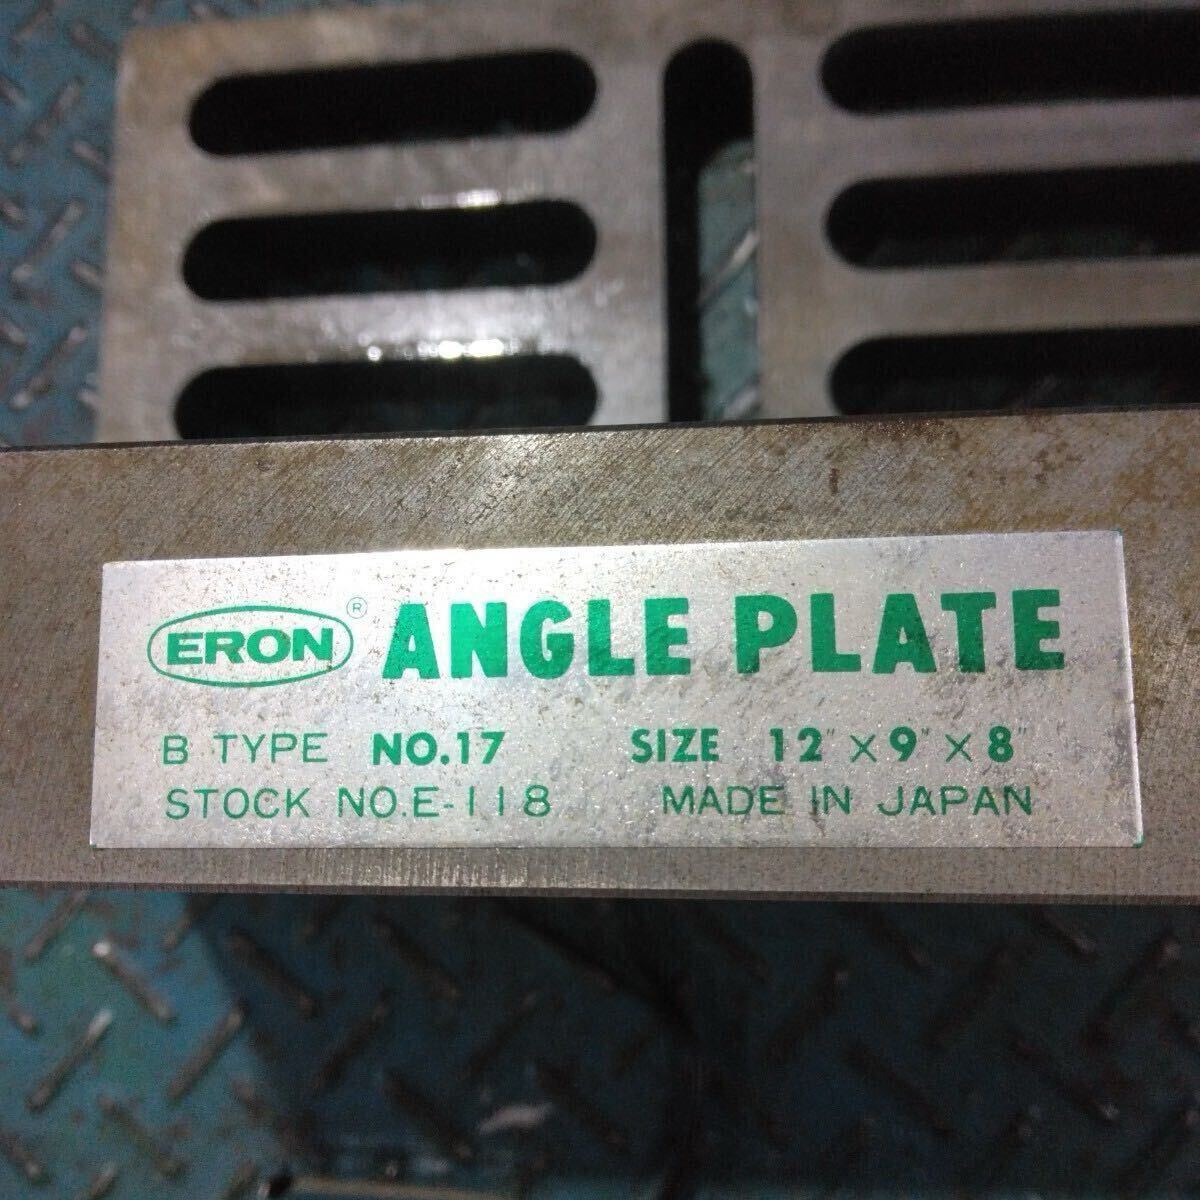 ERON® ANGLE PLATE
B TYPE NO.17 SIZE 12"×9"×8"
STOCK NO.E-118 MADE IN JAPAN